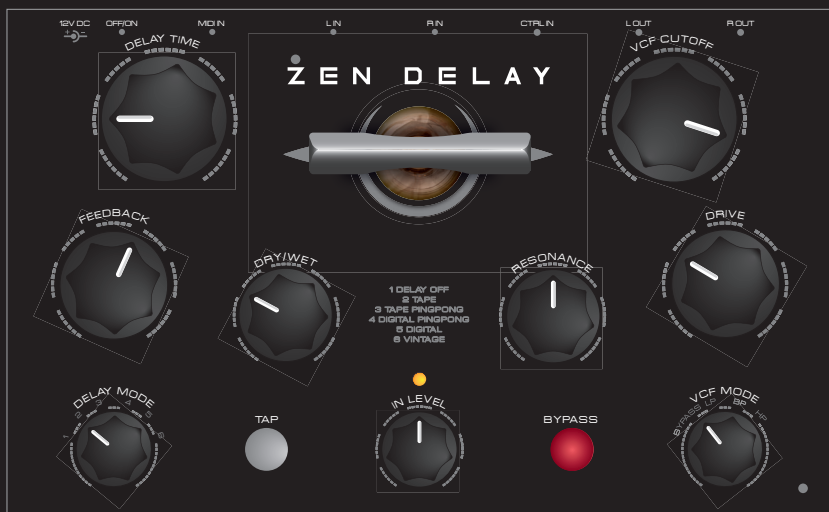 12V DC OFF/ON MIDI IN L IN R IN CTRL IN L OUT R OUT
+ -
DELAY TIME
VCF CUTOFF
ZEN DELAY
FEEDBACK
DRIVE
DRY/WET
RESONANCE
1 DELAY OFF
2 TAPE
3 TAPE PINGPONG
4 DIGITAL PINGPONG
5 DIGITAL
6 VINTAGE
DELAY MODE
1 2 3 4 5 6
TAP
IN LEVEL
BYPASS
VCF MODE
BYPASS LP BP HP